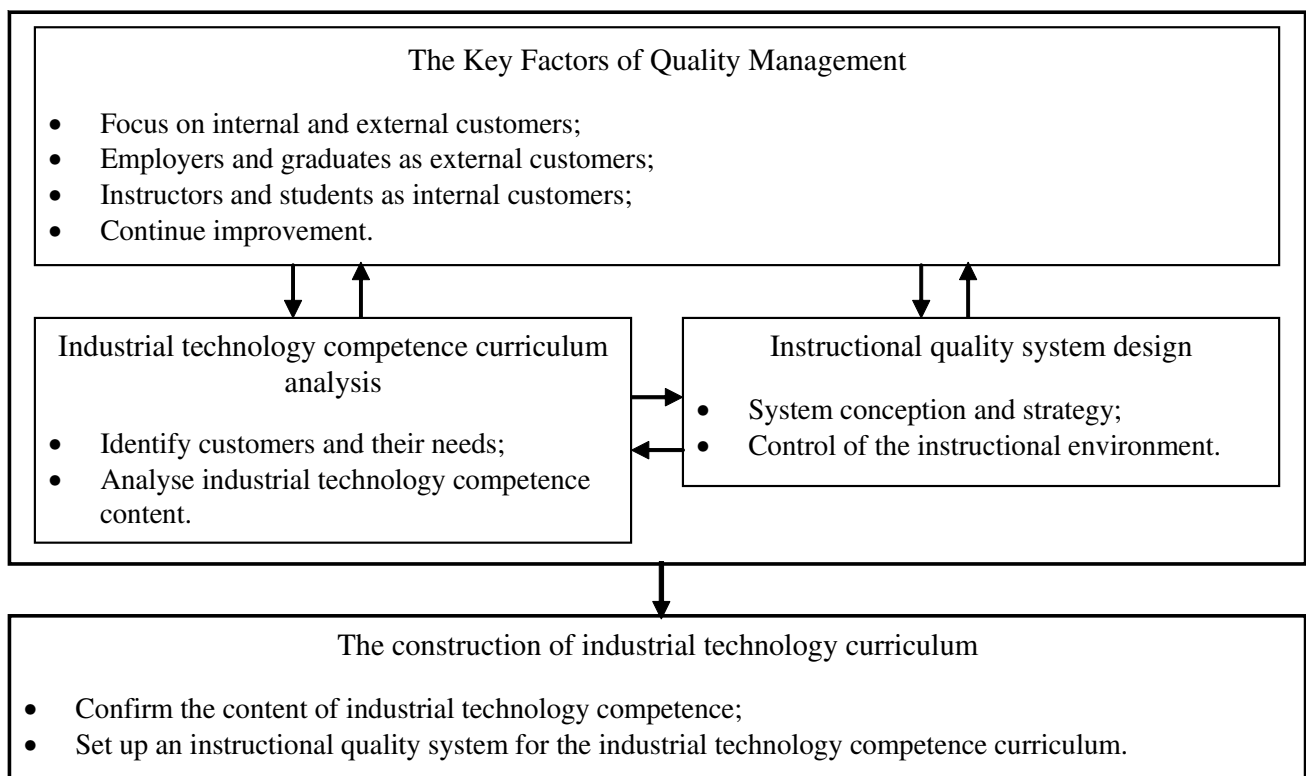 The Key Factors of Quality Management
• Focus on internal and external customers;
• Employers and graduates as external customers;
• Instructors and students as internal customers;
• Continue improvement.
Industrial technology competence curriculum
analysis
• Identify customers and their needs;
• Analyse industrial technology competence
content.
Instructional quality system design
• System conception and strategy;
• Control of the instructional environment.
The construction of industrial technology curriculum
• Confirm the content of industrial technology competence;
• Set up an instructional quality system for the industrial technology competence curriculum.